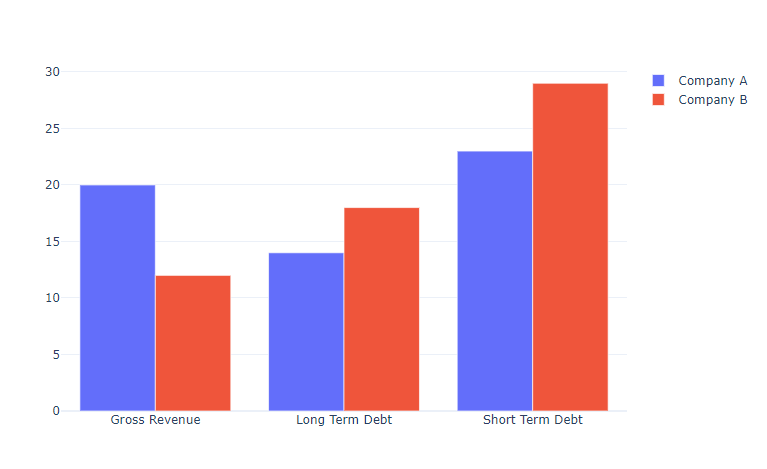 30
25
20
15
10
5
0
Gross Revenue
Long Term Debt
Short Term Debt
Company A
Company B